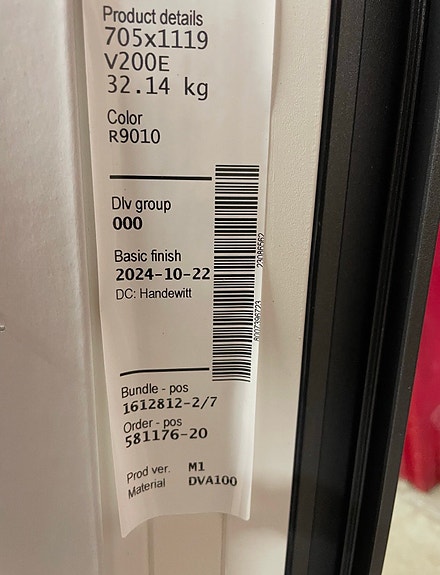 Product details
705x1119
V200E
32.14 kg
Color
R9010
Dlv group
000
Basic finish
2024-10-22
DC: Handewitt
Bundle - pos
1612812-2/7
Order - pos
581176-20
Prod ver. M1
Material DVA100